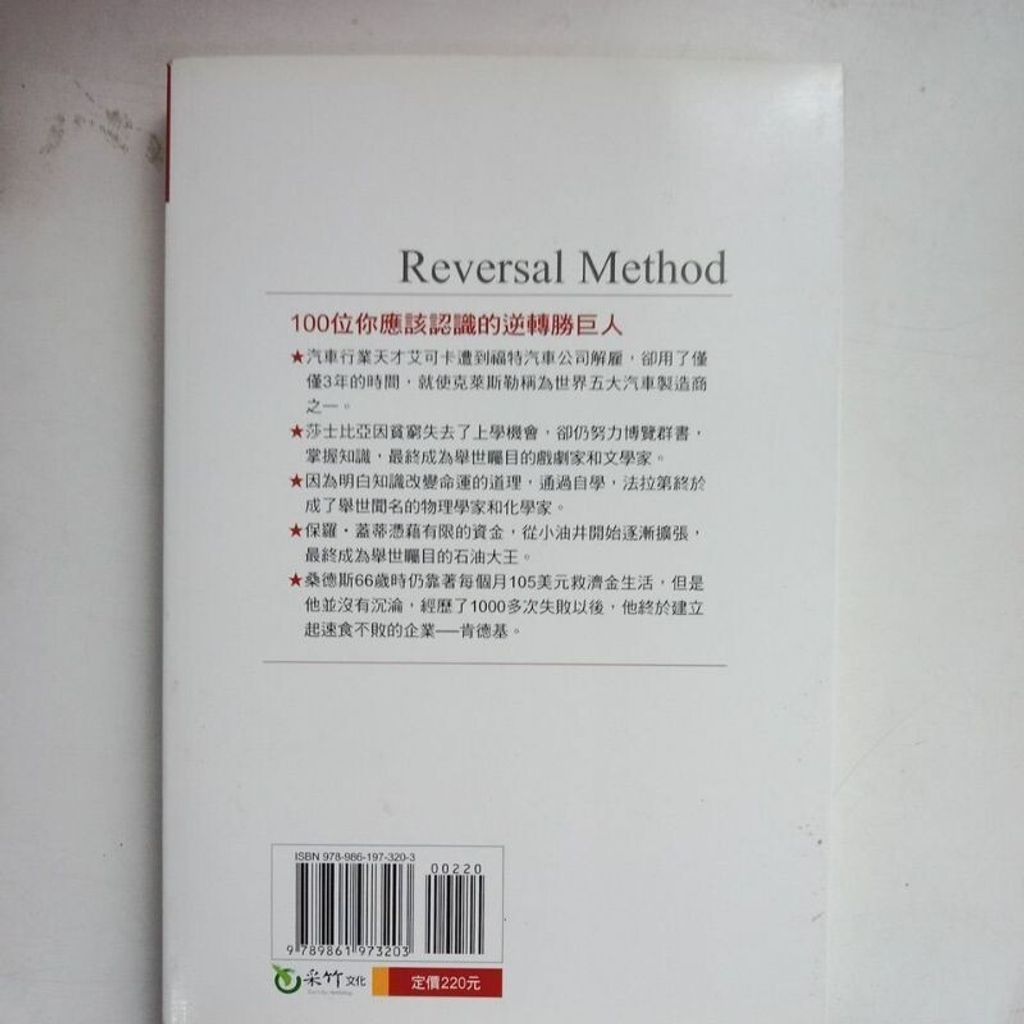 Reversal Method
100位你應該認識的逆轉勝巨人
★汽車行業天才艾可卡遭到福特汽車公司解雇，卻用了僅
僅3年的時間，就使克萊斯勒稱為世界五大汽車製造商
之一。
★莎士比亞因貧窮失去了上學機會，卻仍努力博覽群書，
掌握知識，最終成為舉世矚目的戲劇家和文學家。
★因為明白知識改變命運的道理，通過自學，法拉第終於
成了舉世聞名的物理學家和化學家。
★保羅・蓋蒂憑藉有限的資金，從小油井開始逐漸擴張，
最終成為舉世矚目的石油大王。
★桑德斯66歲時仍靠著每個月105美元救濟金生活，但是
他並沒有沉淪，經歷了1000多次失敗以後，他終於建立
起速食不敗的企業──肯德基。
ISBN 978-986-197-320-3
00220
9 789861 973203
采竹文化
定價220元